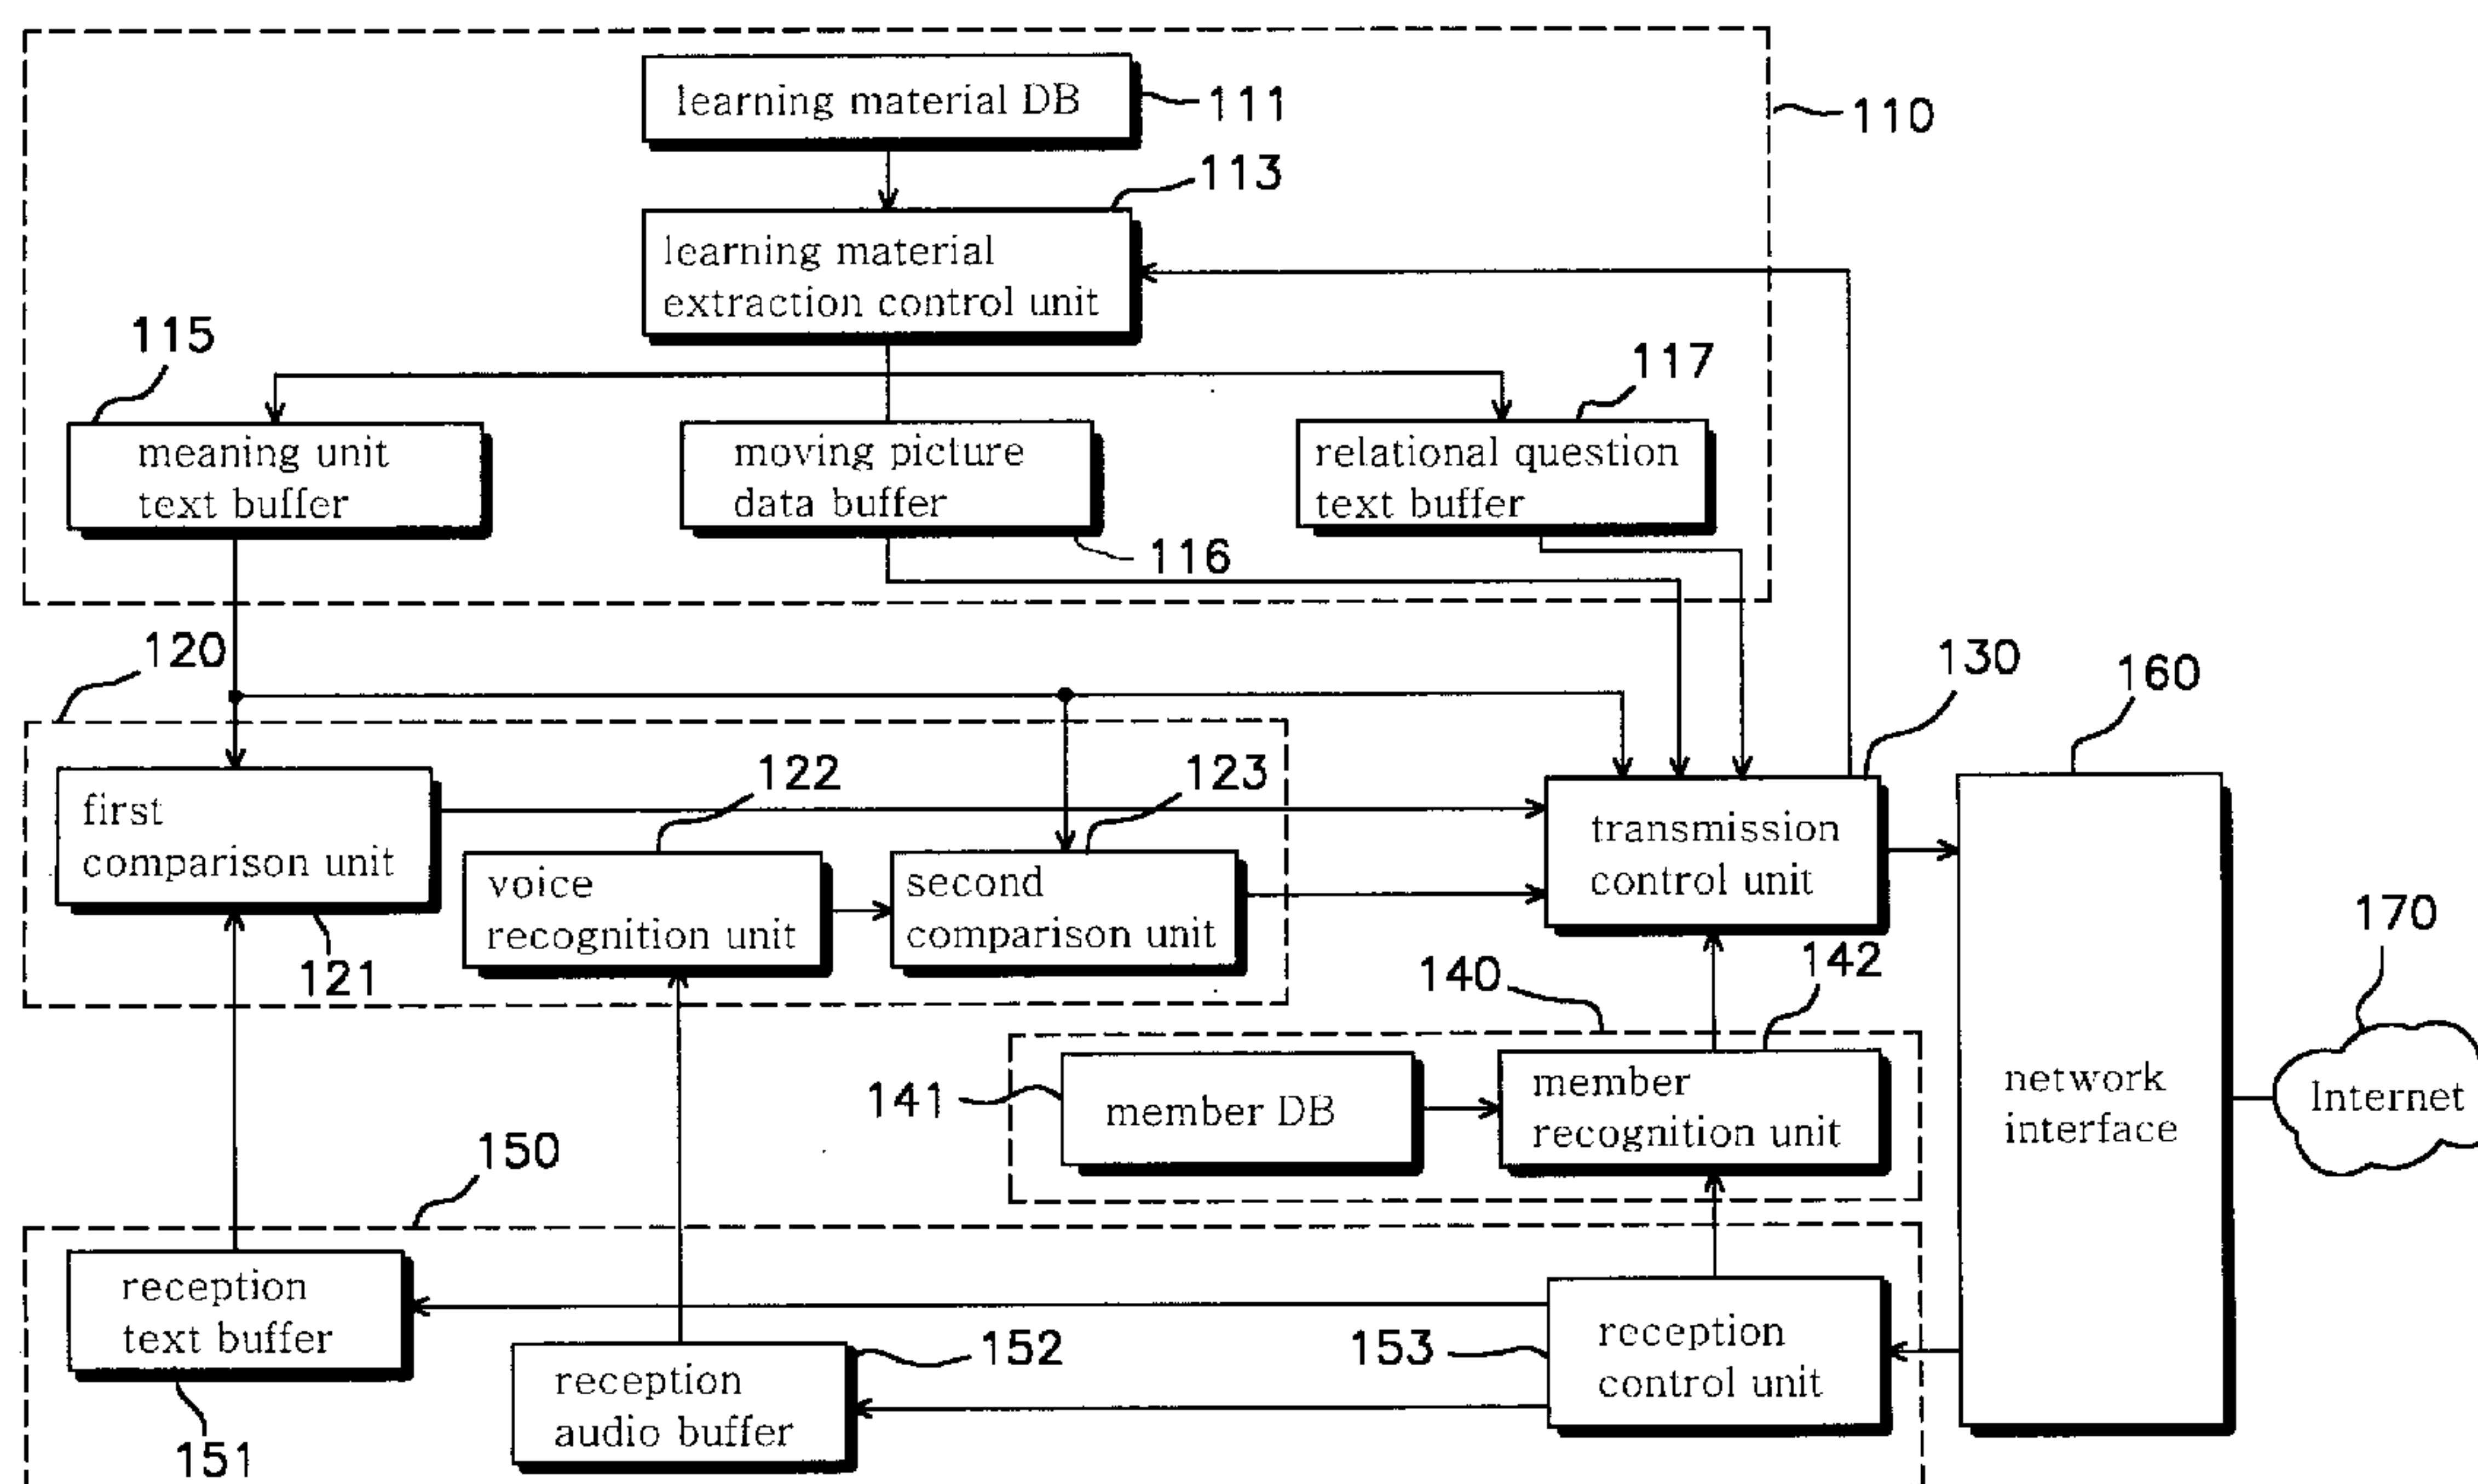 learning material DB
111
110
113
learning material
extraction control unit
115
117
meaning unit
text buffer
moving picture
data buffer
relational question
text buffer
116
120
130
160
122
123
first
comparison unit
transmission
control unit
voice
recognition unit
second
comparison unit
170
121
140
142
141
member DB
member
recognition unit
network
interface
Internet
150
reception
text buffer
152
153
reception
control unit
reception
audio buffer
151